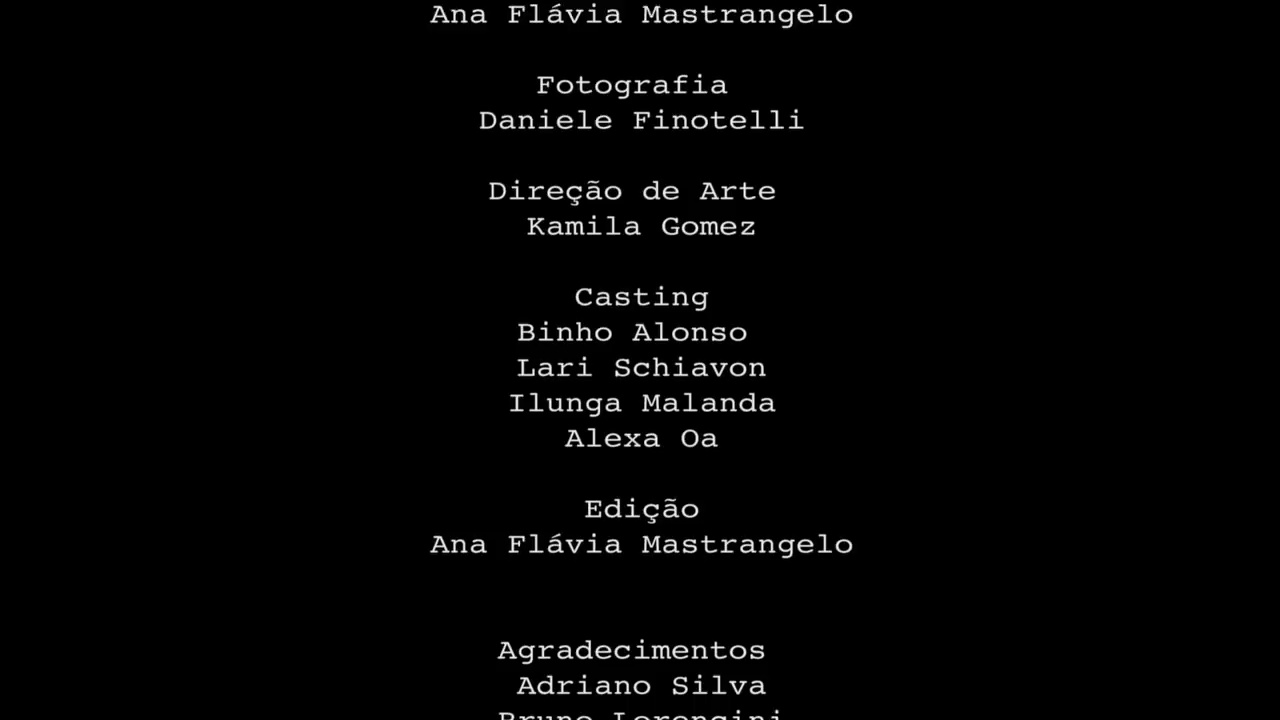 Ana Flávia Mastrangelo
Fotografia
Daniele Finotelli
Direção de Arte
Kamila Gomez
Casting
Binho Alonso
Lari Schiavon
Ilunga Malanda
Alexa Oa
Edição
Ana Flávia Mastrangelo
Agradecimentos
Adriano Silva
Bruno